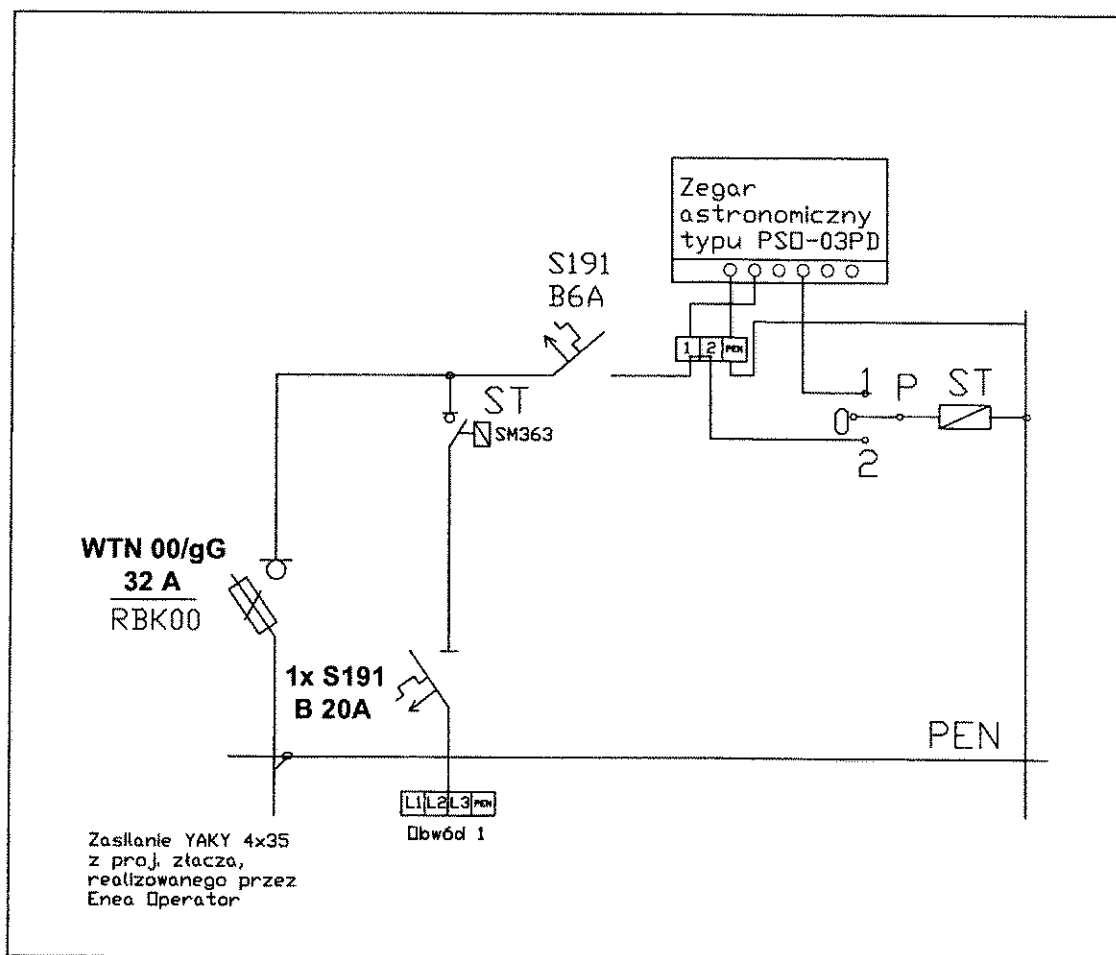 Zegar
astronomiczny
typu PSO-03PD
S191
B6A
1 2 PEN
1
P
ST
2
ST
SM363
WTN 00/gG
32 A
RBK00
1x S191
B 20A
PEN
L1 L2 L3 PEN
Obwód 1
Zasilanie YAKY 4x35
z proj. złącza,
realizowanego przez
Enea Operator